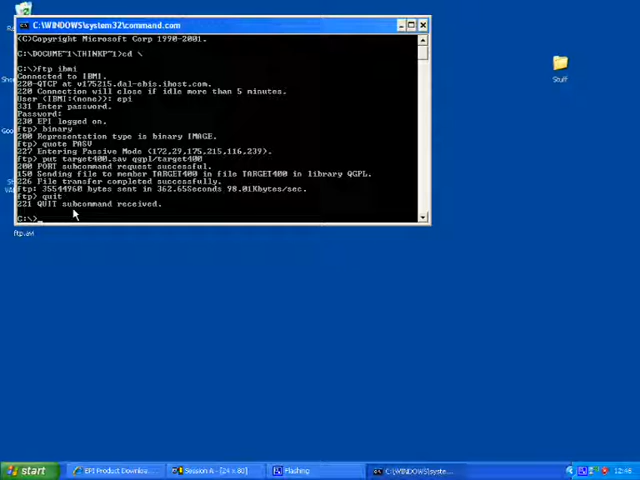 C:\WINDOWS\system32\command.com
<C>Copyright Microsoft Corp 1990-2001.
C:\DOCUME~1\THINKP~1>cd \
C:\>ftp ibmi
Connected to IBMI.
220-QTCP at v175215.dal-ebis.ihost.com.
220 Connection will close if idle more than 5 minutes.
User (IBMI:(none)): epi
331 Enter password.
Password:
230 EPI logged on.
ftp> binary
200 Representation type is binary IMAGE.
ftp> quote PASV
227 Entering Passive Mode (172,29,175,215,116,239).
ftp> put target400.sav qgpl/target400
200 PORT subcommand request successful.
150 Sending file to member TARGET400 in file TARGET400 in library QGPL.
226 File transfer completed successfully.
ftp: 35544960 bytes sent in 362.65Seconds 98.01Kbytes/sec.
ftp> quit
221 QUIT subcommand received.
C:\>_
Stuff
ftp.avi
start
EPI Product Downloa...
Session A - [24 x 80]
Flashing
C:\WINDOWS\syste...
12:46